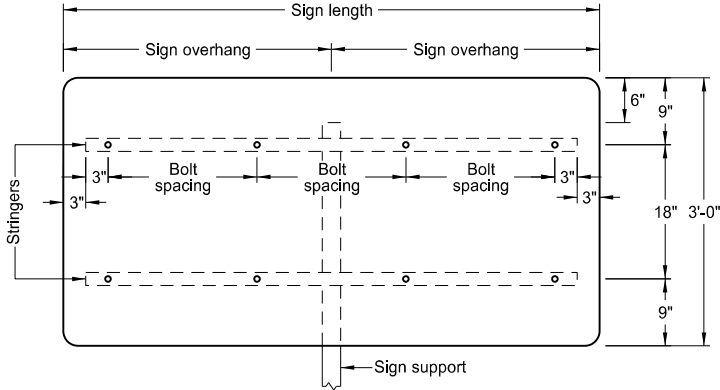 Sign length
Sign overhang
Sign overhang
6"
9"
Stringers
3"
Bolt
spacing
Bolt
spacing
Bolt
spacing
3"
3"
3"
18"
3'-0"
9"
Sign support